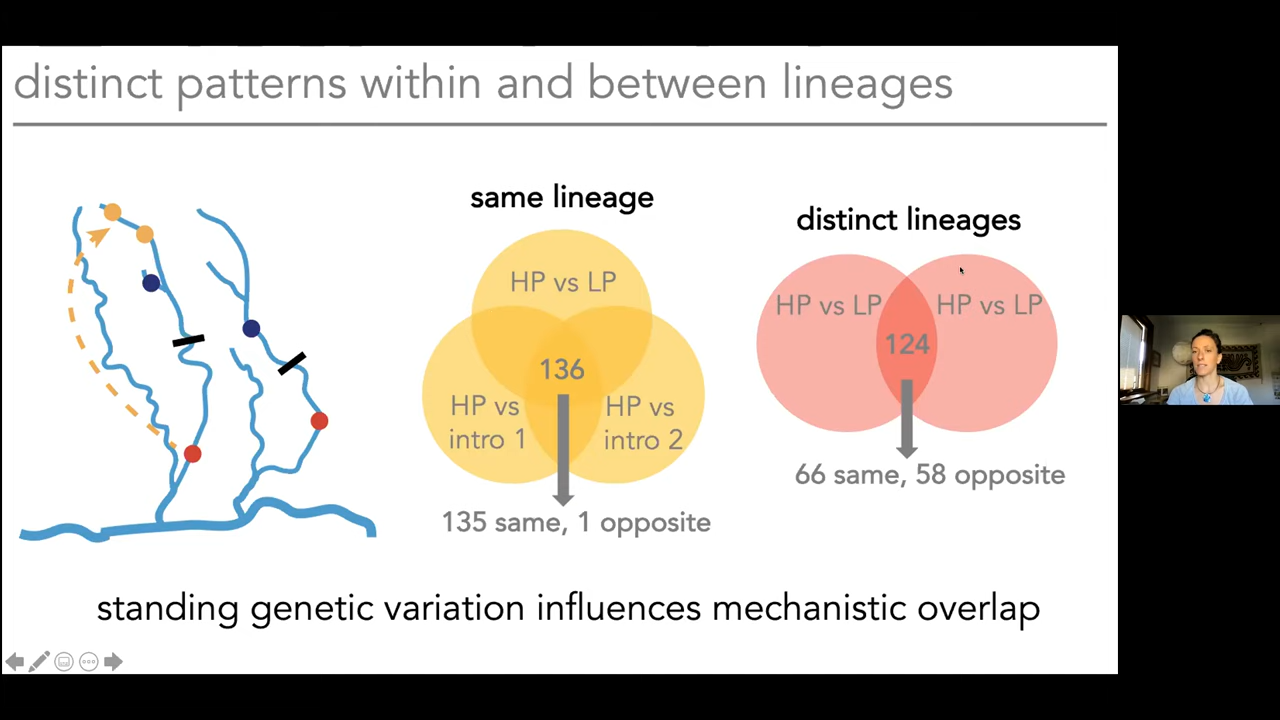 distinct patterns within and between lineages
same lineage
HP vs LP
136
HP vs
intro 1
HP vs
intro 2
135 same, 1 opposite
distinct lineages
HP vs LP
HP vs LP
124
66 same, 58 opposite
standing genetic variation influences mechanistic overlap